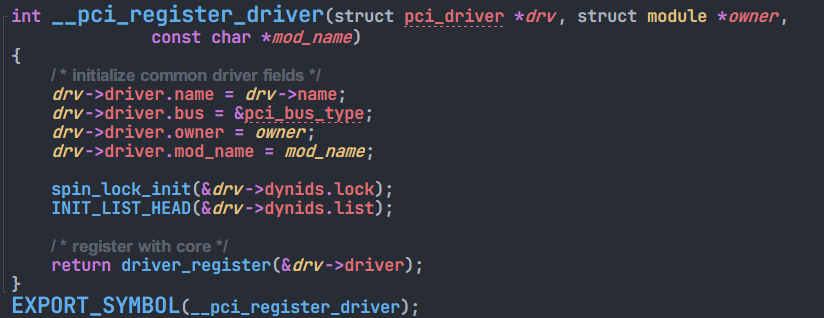 int __pci_register_driver(struct pci_driver *drv, struct module *owner,
const char *mod_name)
{
/* initialize common driver fields */
drv->driver.name = drv->name;
drv->driver.bus = &pci_bus_type;
drv->driver.owner = owner;
drv->driver.mod_name = mod_name;
spin_lock_init(&drv->dynids.lock);
INIT_LIST_HEAD(&drv->dynids.list);
/* register with core */
return driver_register(&drv->driver);
}
EXPORT_SYMBOL(__pci_register_driver);